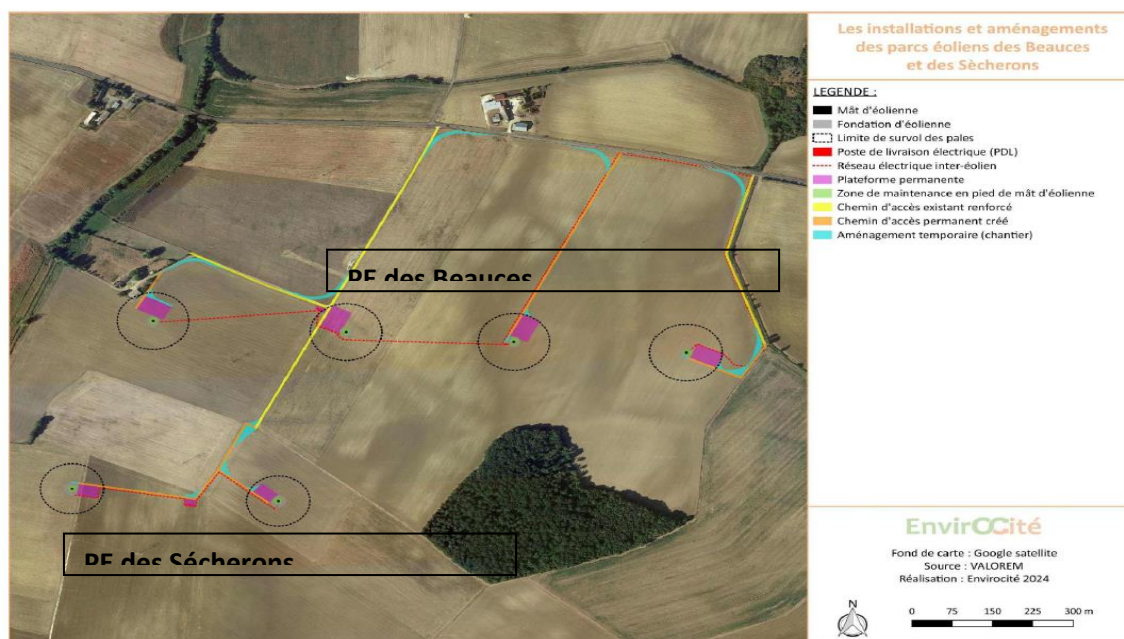 Les installations et aménagements
des parcs éoliens des Beauces
et des Sècherons
LEGENDE :
Mât d'éolienne
Fondation d'éolienne
Limite de survol des pales
Poste de livraison électrique (PDL)
Réseau électrique inter-éolien
Plateforme permanente
Zone de maintenance en pied de mât d'éolienne
Chemin d'accès existant renforcé
Chemin d'accès permanent créé
Aménagement temporaire (chantier)
PE des Beauces
PE des Sécherons
EnvirOCité
Fond de carte : Google satellite
Source : VALOREM
Réalisation : Envirocité 2024
N
0 75 150 225 300 m